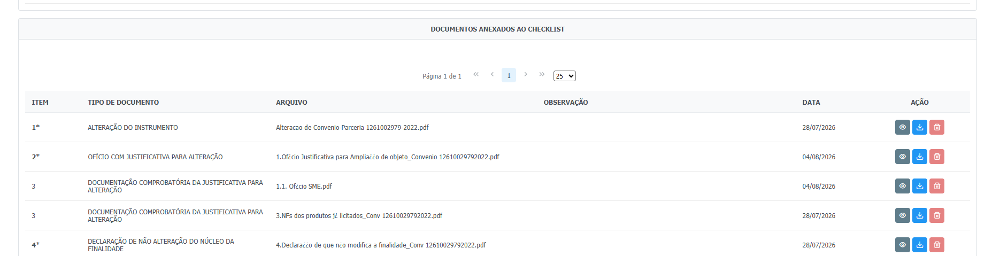 DOCUMENTOS ANEXADOS AO CHECKLIST
Página 1 de 1 « ‹ 1 › » 25
ITEM TIPO DE DOCUMENTO ARQUIVO OBSERVAÇÃO DATA AÇÃO
1* ALTERAÇÃO DO INSTRUMENTO Alteracao de Convenio-Parceria 1261002979-2022.pdf 28/07/2026
2* OFÍCIO COM JUSTIFICATIVA PARA ALTERAÇÃO 1.Of¿cio Justificativa para Amplia¿¿o de objeto_Convenio 12610029792022.pdf 04/08/2026
3 DOCUMENTAÇÃO COMPROBATÓRIA DA JUSTIFICATIVA PARA
ALTERAÇÃO 1.1. Of¿cio SME.pdf 04/08/2026
3 DOCUMENTAÇÃO COMPROBATÓRIA DA JUSTIFICATIVA PARA
ALTERAÇÃO 3.NFs dos produtos j¿ licitados_Conv 12610029792022.pdf 28/07/2026
4* DECLARAÇÃO DE NÃO ALTERAÇÃO DO NÚCLEO DA
FINALIDADE 4.Declara¿¿o de que n¿o modifica a finalidade_Conv 12610029792022.pdf 28/07/2026